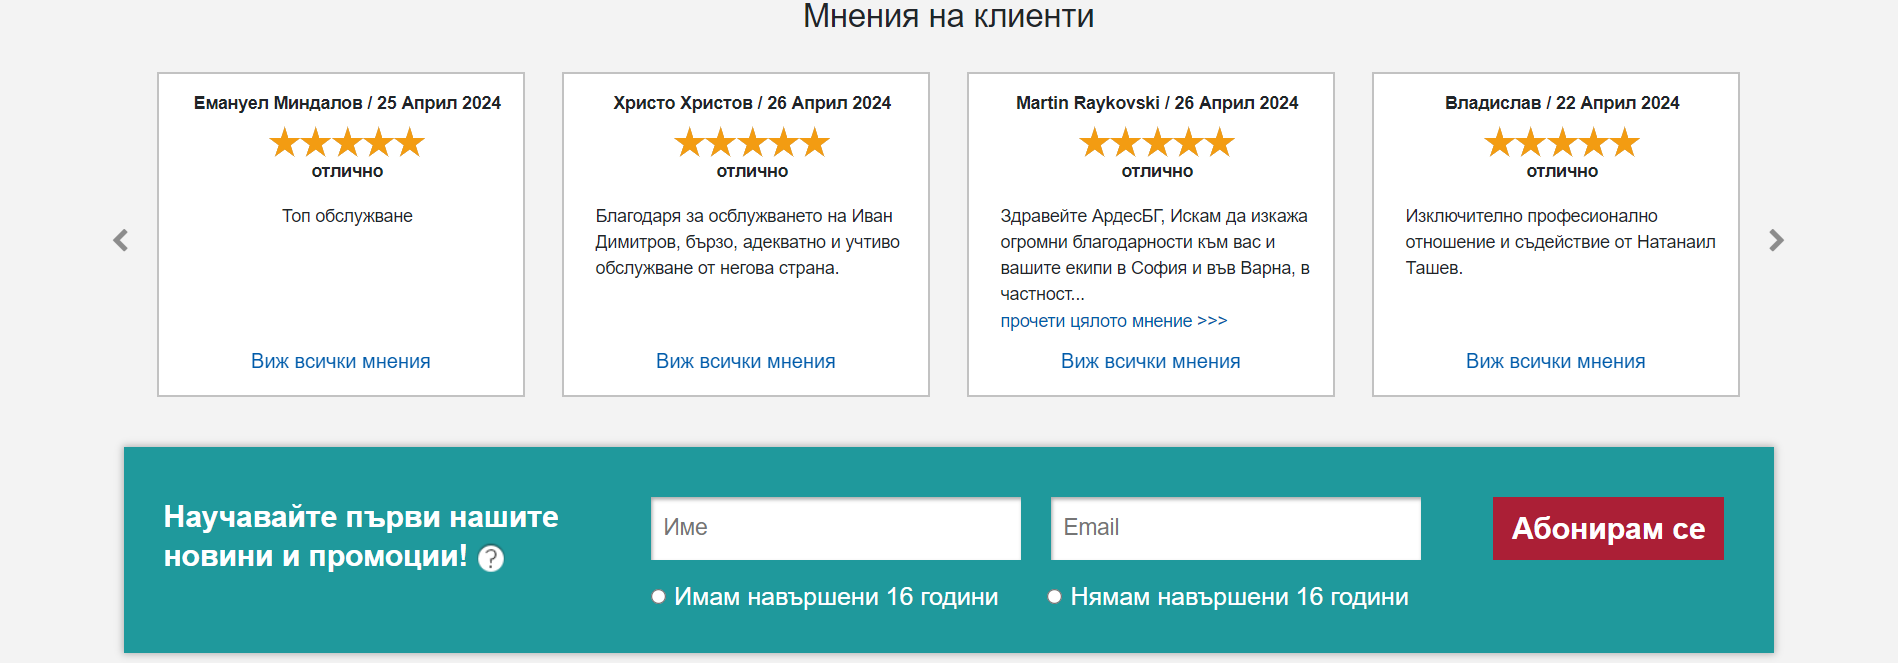 Мнения на клиенти
Емануел Миндалов / 25 Април 2024
отлично
Топ обслужване
Виж всички мнения
Христо Христов / 26 Април 2024
отлично
Благодаря за осблужването на Иван
Димитров, бързо, адекватно и учтиво
обслужване от негова страна.
Виж всички мнения
Martin Raykovski / 26 Април 2024
отлично
Здравейте АрдесБГ, Искам да изкажа
огромни благодарности към вас и
вашите екипи в София и във Варна, в
частност...
прочети цялото мнение >>>
Виж всички мнения
Владислав / 22 Април 2024
отлично
Изключително професионално
отношение и съдействие от Натанаил
Ташев.
Виж всички мнения
Научавайте първи нашите
новини и промоции! ?
Име
Email
Абонирам се
Имам навършени 16 години
Нямам навършени 16 години